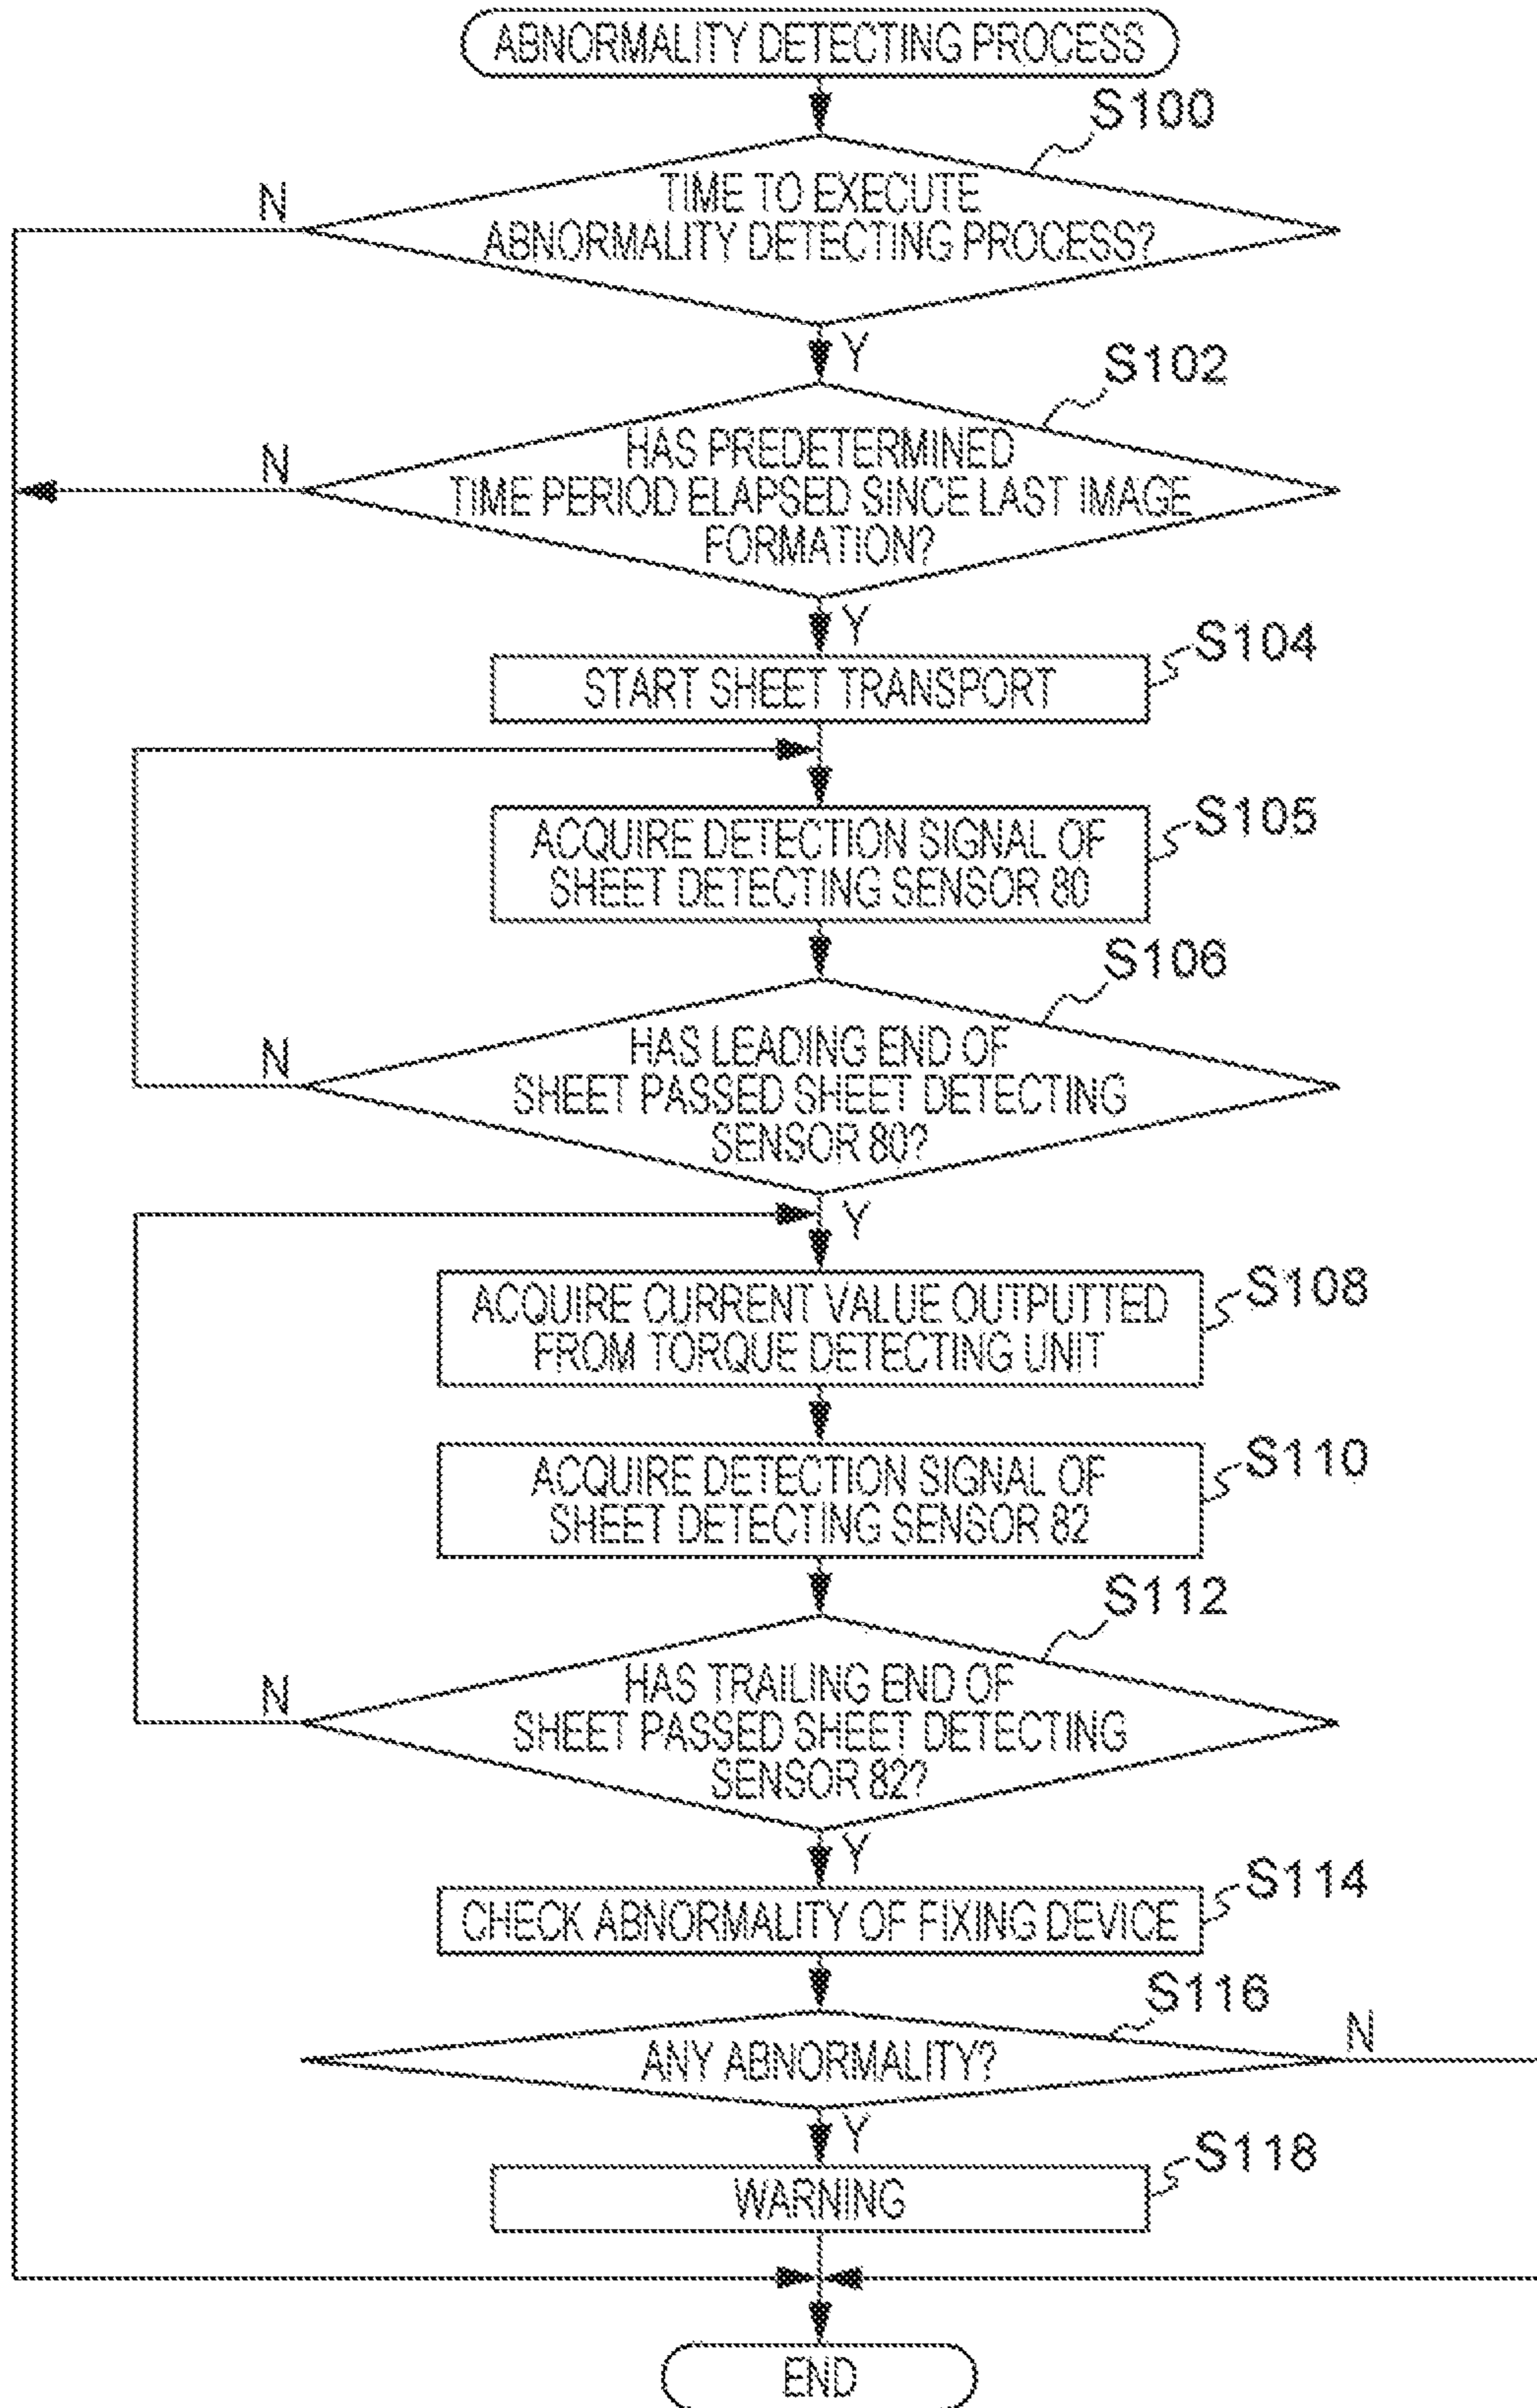 ABNORMALITY DETECTING PROCESS
S100
TIME TO EXECUTE
ABNORMALITY DETECTING PROCESS?
N
Y
S102
HAS PREDETERMINED
TIME PERIOD ELAPSED SINCE LAST IMAGE
FORMATION?
N
Y
S104
START SHEET TRANSPORT
S105
ACQUIRE DETECTION SIGNAL OF
SHEET DETECTING SENSOR 80
S106
HAS LEADING END OF
SHEET PASSED SHEET DETECTING
SENSOR 80?
N
Y
S108
ACQUIRE CURRENT VALUE OUTPUTTED
FROM TORQUE DETECTING UNIT
S110
ACQUIRE DETECTION SIGNAL OF
SHEET DETECTING SENSOR 82
S112
HAS TRAILING END OF
SHEET PASSED SHEET DETECTING
SENSOR 82?
N
Y
S114
CHECK ABNORMALITY OF FIXING DEVICE
S116
ANY ABNORMALITY?
N
Y
S118
WARNING
END